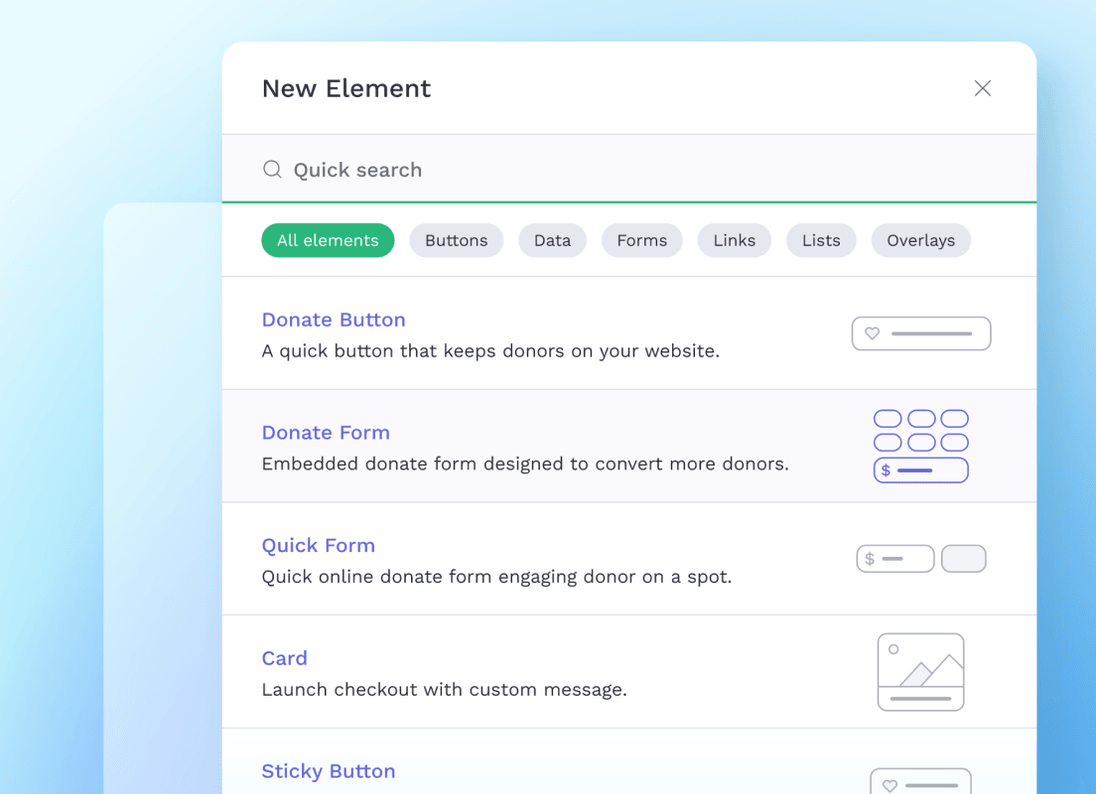 New Element
Quick search
All elements Buttons Data Forms Links Lists Overlays
Donate Button
A quick button that keeps donors on your website.
Donate Form
Embedded donate form designed to convert more donors.
$
Quick Form
Quick online donate form engaging donor on a spot.
$
Card
Launch checkout with custom message.
Sticky Button